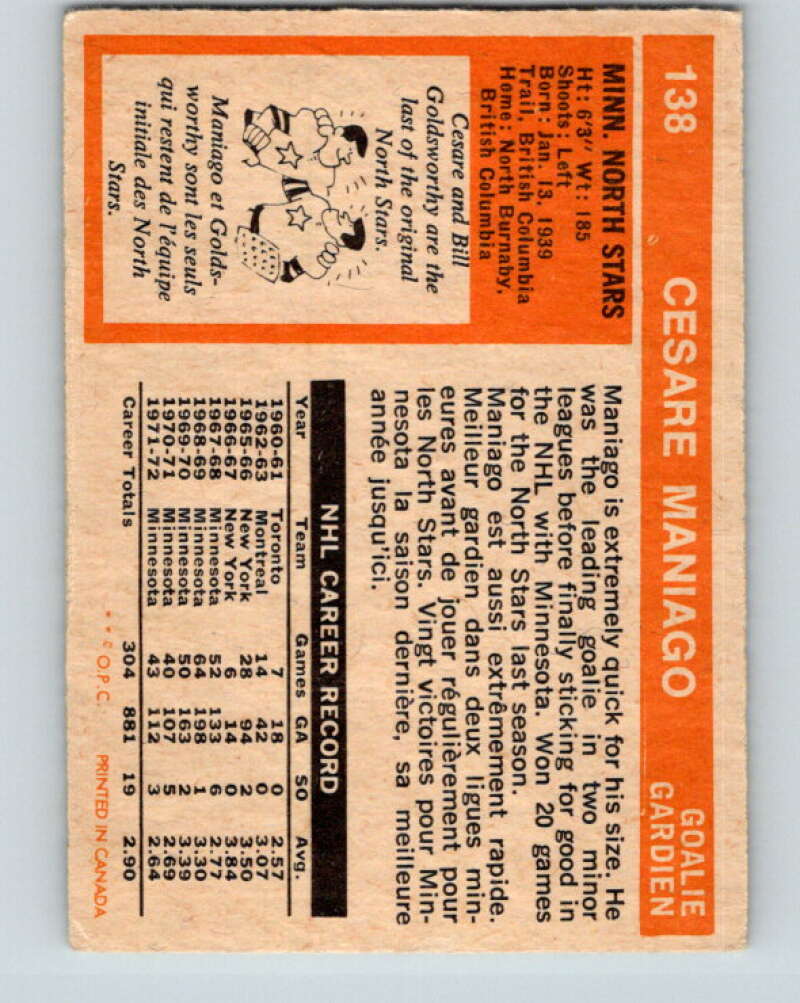 138
CESARE MANIAGO
GOALIE
GARDIEN
MINN. NORTH STARS
Ht: 6'3" Wt: 185
Shoots: Left
Born: Jan. 13, 1939
Trail, British Columbia
Home: North Burnaby,
British Columbia
Cesare and Bill
Goldsworthy are the
last of the original
North Stars.
Maniago et Golds-
worthy sont les seuls
qui restent de l'équipe
initiale des North
Stars.
Maniago is extremely quick for his size. He
was the leading goalie in two minor
leagues before finally sticking for good in
the NHL with Minnesota. Won 20 games
for the North Stars last season.
Maniago est aussi extrêmement rapide.
Meilleur gardien dans deux ligues min-
eures avant de jouer régulièrement pour
les North Stars. Vingt victoires pour Min-
nesota la saison dernière, sa meilleure
année jusqu'ici.
NHL CAREER RECORD
Year Team Games GA SO Avg.
1960-61 Toronto 7 18 0 2.57
1962-63 Montreal 14 42 0 3.07
1965-66 New York 28 94 2 3.50
1966-67 New York 6 14 0 3.84
1967-68 Minnesota 52 133 6 2.77
1968-69 Minnesota 64 198 1 3.30
1969-70 Minnesota 50 163 2 3.39
1970-71 Minnesota 40 107 5 2.69
1971-72 Minnesota 43 112 3 2.64
Career Totals 304 881 19 2.90
* * © O.P.C. PRINTED IN CANADA